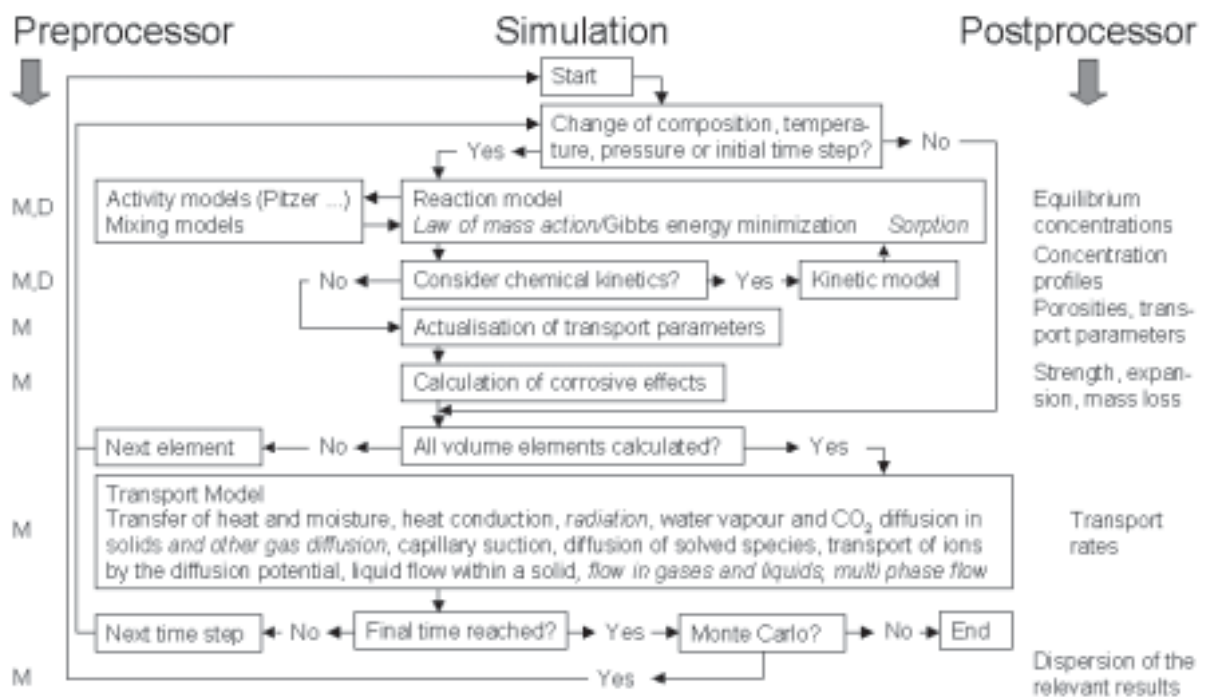 Preprocessor
Simulation
Postprocessor
Start
Change of composition, tempera-
ture, pressure or initial time step?
No
Yes
M,D
Activity models (Pitzer ...)
Mixing models
Reaction model
Law of mass action/Gibbs energy minimization Sorption
Equilibrium
concentrations
M,D
No
Consider chemical kinetics?
Yes
Kinetic model
Concentration
profiles
M
Actualisation of transport parameters
Porosities, trans-
port parameters
M
Calculation of corrosive effects
Strength, expan-
sion, mass loss
Next element
No
All volume elements calculated?
Yes
M
Transport Model
Transfer of heat and moisture, heat conduction, radiation, water vapour and CO₂ diffusion in
solids and other gas diffusion, capillary suction, diffusion of solved species, transport of ions
by the diffusion potential, liquid flow within a solid, flow in gases and liquids, multi phase flow
Transport
rates
Next time step
No
Final time reached?
Yes
Monte Carlo?
No
End
M
Yes
Dispersion of the
relevant results